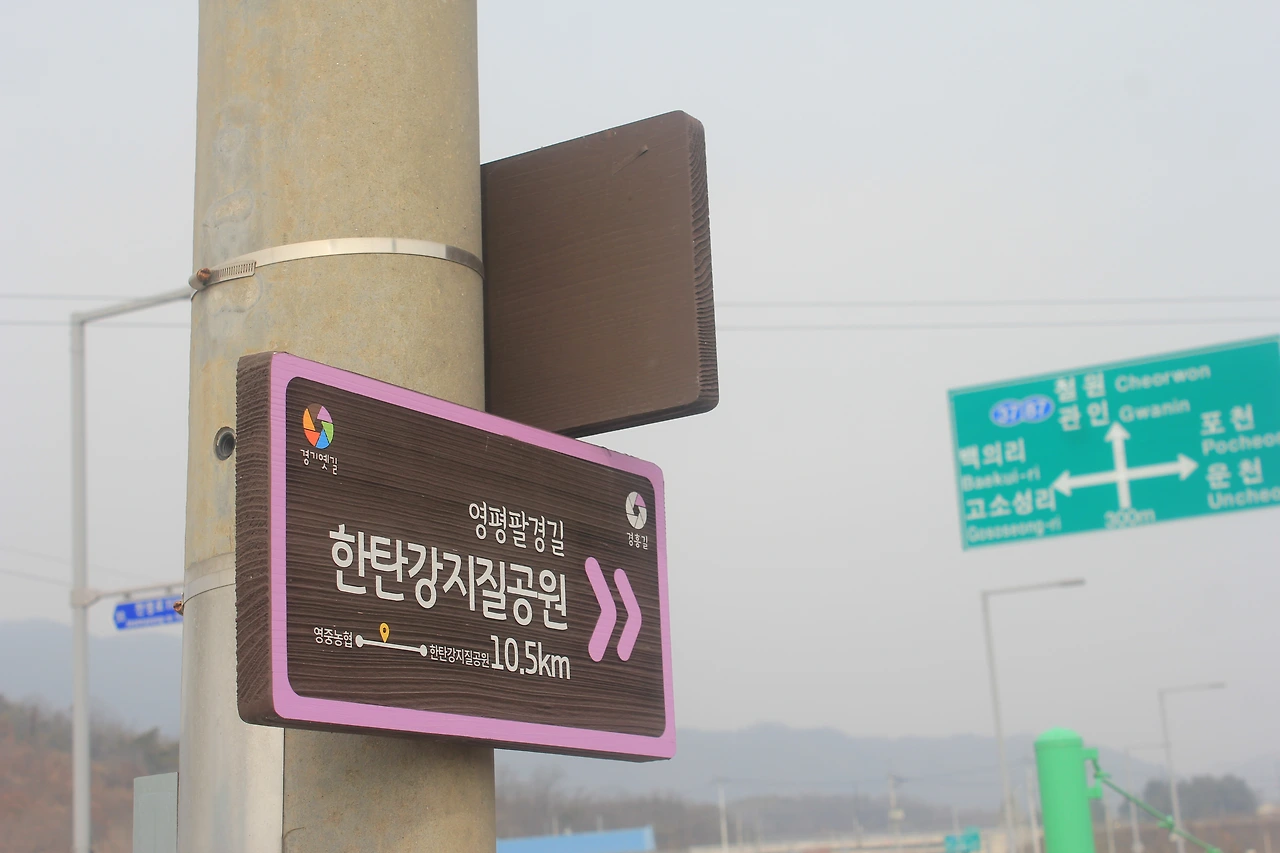 경기옛길
영평팔경길
경흥길
한탄강지질공원
영중농협
한탄강지질공원
10.5km
철원 Cheorwon
37 87
관인 Gwanin
백의리
Baekui-ri
고소성리
Gososeong-ri
포천
운천
300m